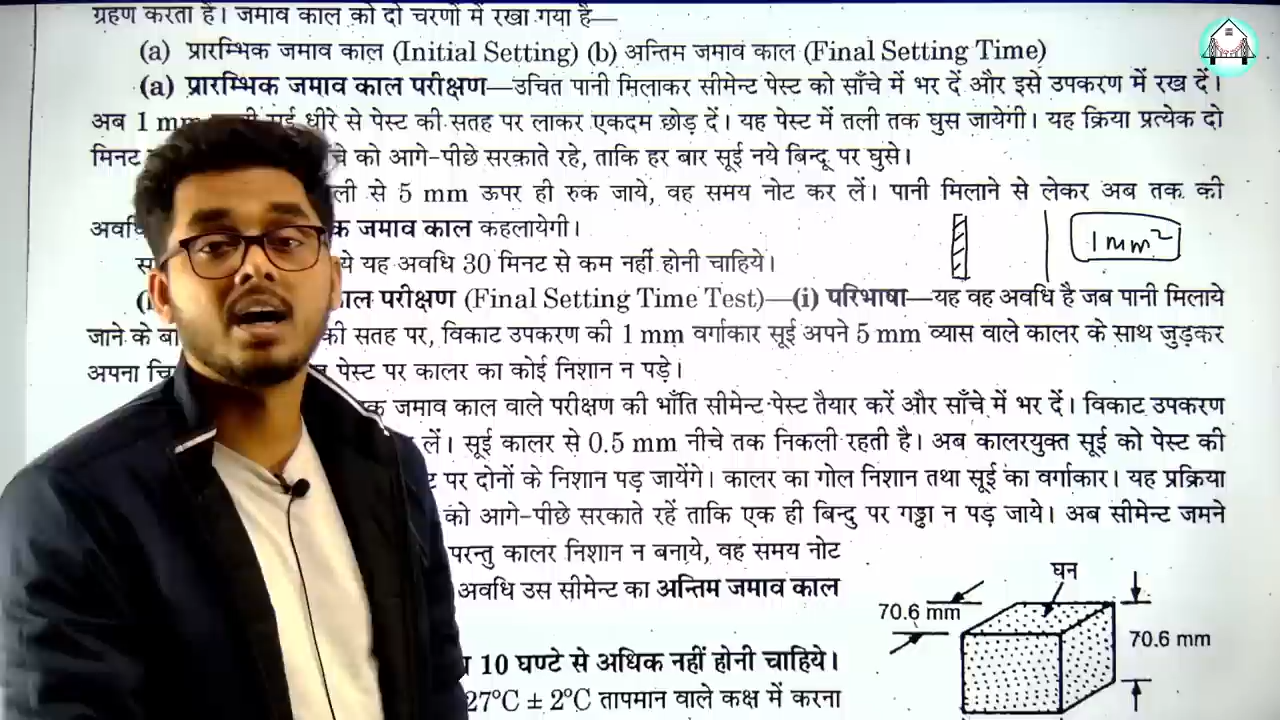 ग्रहण करता है। जमाव काल को दो चरणों में रखा गया है—
(a) प्रारम्भिक जमाव काल (Initial Setting) (b) अन्तिम जमाव काल (Final Setting Time)
(a) प्रारम्भिक जमाव काल परीक्षण—उचित पानी मिलाकर सीमेन्ट पेस्ट को साँचे में भर दें और इसे उपकरण में रख दें।
अब 1 mm सुई धीरे से पेस्ट की सतह पर लाकर एकदम छोड़ दें। यह पेस्ट में तली तक घुस जायेगी। यह क्रिया प्रत्येक दो
मिनट चे को आगे-पीछे सरकाते रहे, ताकि हर बार सूई नये बिन्दू पर घुसे।
ली से 5 mm ऊपर ही रुक जाये, वह समय नोट कर लें। पानी मिलाने से लेकर अब तक की
अवधि क जमाव काल कहलायेगी।
1mm²
ये यह अवधि 30 मिनट से कम नहीं होनी चाहिये।
काल परीक्षण (Final Setting Time Test)—(i) परिभाषा—यह वह अवधि है जब पानी मिलाये
जाने के बा की सतह पर, विकाट उपकरण की 1 mm वर्गाकार सूई अपने 5 mm व्यास वाले कालर के साथ जुड़कर
अपना पेस्ट पर कालर का कोई निशान न पड़े।
क जमाव काल वाले परीक्षण की भाँति सीमेन्ट पेस्ट तैयार करें और साँचे में भर दें। विकाट उपकरण
लें। सूई कालर से 0.5 mm नीचे तक निकली रहती है। अब कालरयुक्त सूई को पेस्ट की
पर दोनों के निशान पड़ जायेंगे। कालर का गोल निशान तथा सूई का वर्गाकार। यह प्रक्रिया
को आगे-पीछे सरकाते रहें ताकि एक ही बिन्दु पर गड्ढा न पड़ जाये। अब सीमेन्ट जमने
परन्तु कालर निशान न बनाये, वह समय नोट
अवधि उस सीमेन्ट का अन्तिम जमाव काल
घन
70.6 mm
70.6 mm
10 घण्टे से अधिक नहीं होनी चाहिये।
27°C ± 2°C तापमान वाले कक्ष में करना